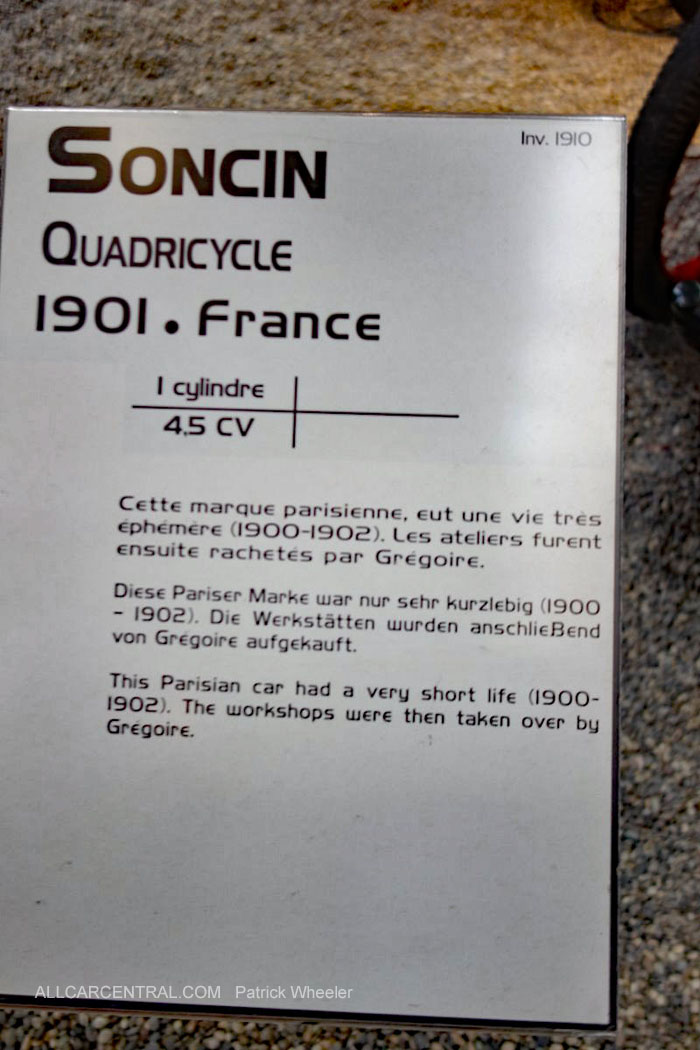 Inv. 1910
SONCIN
QUADRICYCLE
1901 . France
1 cylindre
4,5 CV
Cette marque parisienne, eut une vie très
éphémère (1900-1902). Les ateliers furent
ensuite rachetés par Grégoire.
Diese Pariser Marke war nur sehr kurzlebig (1900
- 1902). Die Werkstätten wurden anschließend
von Grégoire aufgekauft.
This Parisian car had a very short life (1900-
1902). The workshops were then taken over by
Grégoire.
ALLCARCENTRAL.COM Patrick Wheeler